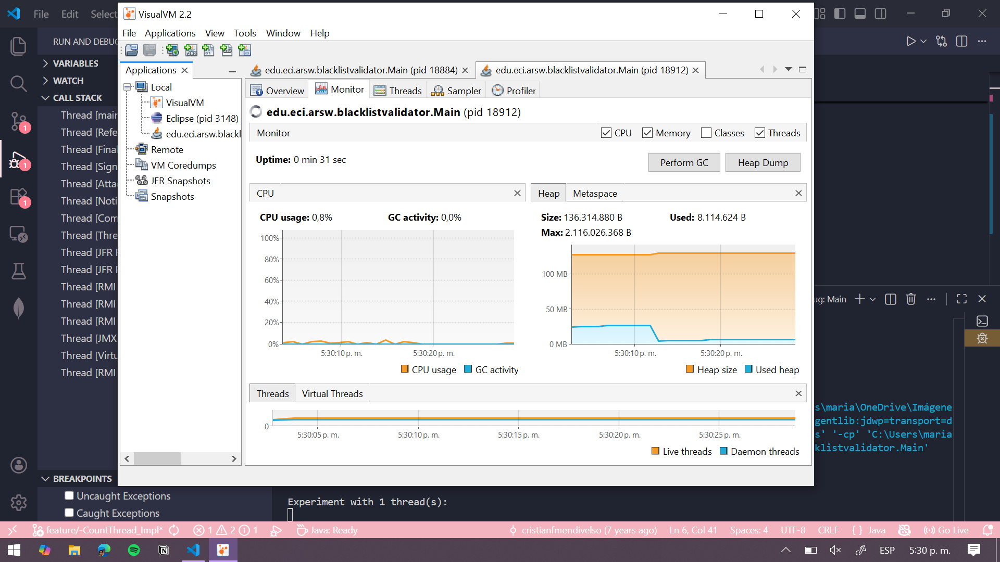 File Edit Select
RUN AND DEBUG
VARIABLES
WATCH
CALL STACK
Thread [main
Thread [Refe
Thread [Final
Thread [Sign
Thread [Attac
Thread [Noti
Thread [Com
Thread [Thre
Thread [JFR
Thread [JFR
Thread [RMI
Thread [RMI
Thread [RMI
Thread [JMX
Thread [Virtu
Thread [RMI
1
1
1
BREAKPOINTS
Uncaught Exceptions
Caught Exceptions
VisualVM 2.2
File Applications View Tools Window Help
Applications
Local
VisualVM
Eclipse (pid 3148)
edu.eci.arsw.blackl
Remote
VM Coredumps
JFR Snapshots
Snapshots
edu.eci.arsw.blacklistvalidator.Main (pid 18884)
edu.eci.arsw.blacklistvalidator.Main (pid 18912)
Overview Monitor Threads Sampler Profiler
edu.eci.arsw.blacklistvalidator.Main (pid 18912)
Monitor CPU Memory Classes Threads
Uptime: 0 min 31 sec
Perform GC Heap Dump
CPU
CPU usage: 0,8% GC activity: 0,0%
100%
80%
60%
40%
20%
0%
5:30:10 p. m. 5:30:20 p. m.
CPU usage GC activity
Heap Metaspace
Size: 136.314.880 B Used: 8.114.624 B
Max: 2.116.026.368 B
100 MB
50 MB
0 MB
5:30:10 p. m. 5:30:20 p. m.
Heap size Used heap
Threads Virtual Threads
0
5:30:05 p. m. 5:30:10 p. m. 5:30:15 p. m. 5:30:20 p. m. 5:30:25 p. m.
Live threads Daemon threads
ug: Main
s\maria\OneDrive\Imágene
gentlib:jdwp=transport=d
s' '-cp' 'C:\Users\maria
klistvalidator.Main'
Experiment with 1 thread(s):
feature/-CountThread_Impl* 1 2 1 Java: Ready cristianfmendivelso (7 years ago) Ln 6, Col 41 Spaces: 4 UTF-8 CRLF {} Java Go Live
ESP 5:30 p. m.